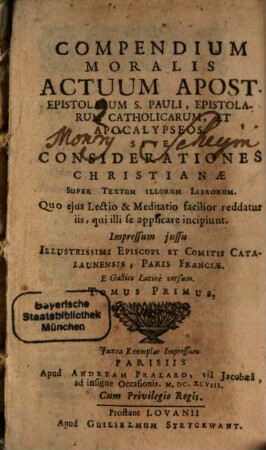 COMPENDIUM
MORALIS
ACTUUM APOST.
EPISTOLARUM S. PAULI, EPISTOLA-
RUM CATHOLICARUM, ET
APOCALYPSEOS,
SIVE
CONSIDERATIONES
CHRISTIANÆ
SUPER TEXTUM ILLORUM LIBRORUM.
Quo ejus Lectio & Meditatio facilior reddatur
iis, qui illi se applicare incipiunt.
Impressum jussu
ILLUSTRISSIMI EPISCOPI ET COMITIS CATA-
LAUNENSIS, PARIS FRANCIÆ.
E Gallico Latinè versum.
TOMUS PRIMUS.
Bayerische
Staatsbibliothek
München
Juxta Exemplar Impressum
PARISIIS
Apud ANDREAM PRALARD, viâ Jacobæâ,
ad insigne Occasionis. M. DC. XCVIII.
Cum Privilegio Regis.
Prostant LOVANII
Apud GUILIELMUM STRYCKWANT.